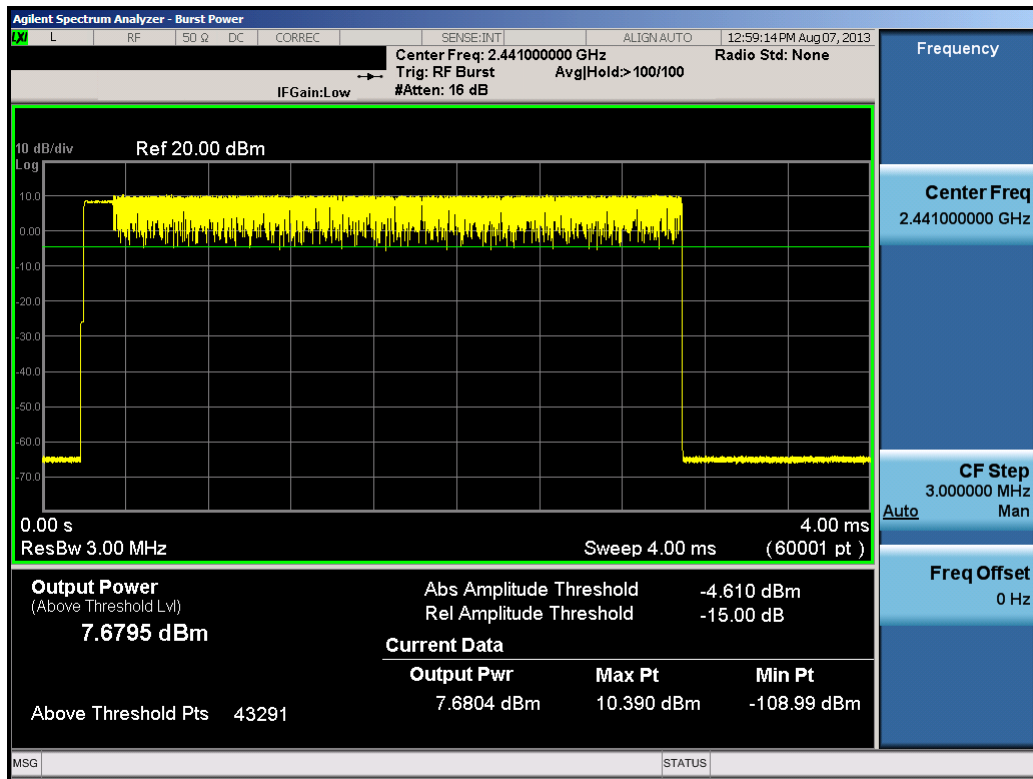 Agilent Spectrum Analyzer - Burst Power
LXI L RF 50 Ω DC CORREC SENSE:INT ALIGN AUTO 12:59:14 PM Aug 07, 2013
Center Freq: 2.441000000 GHz Radio Std: None
Trig: RF Burst Avg|Hold:>100/100
IFGain:Low #Atten: 16 dB
10 dB/div Ref 20.00 dBm
Log
10.0
0.00
-10.0
-20.0
-30.0
-40.0
-50.0
-60.0
-70.0
0.00 s 4.00 ms
ResBw 3.00 MHz Sweep 4.00 ms (60001 pt)
Output Power
(Above Threshold Lvl)
7.6795 dBm
Above Threshold Pts 43291
Abs Amplitude Threshold -4.610 dBm
Rel Amplitude Threshold -15.00 dB
Current Data
Output Pwr Max Pt Min Pt
7.6804 dBm 10.390 dBm -108.99 dBm
MSG STATUS
Frequency
Center Freq
2.441000000 GHz
CF Step
3.000000 MHz
Auto Man
Freq Offset
0 Hz